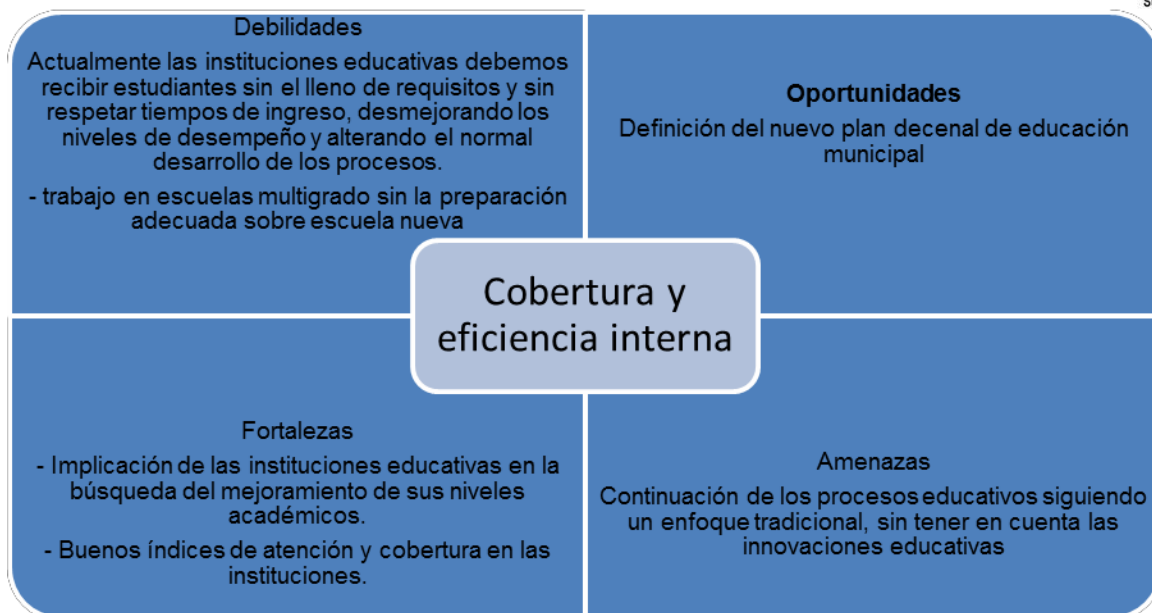 Debilidades
Actualmente las instituciones educativas debemos
recibir estudiantes sin el lleno de requisitos y sin
respetar tiempos de ingreso, desmejorando los
niveles de desempeño y alterando el normal
desarrollo de los procesos.
- trabajo en escuelas multigrado sin la preparación
adecuada sobre escuela nueva
Oportunidades
Definición del nuevo plan decenal de educación
municipal
Cobertura y
eficiencia interna
Fortalezas
- Implicación de las instituciones educativas en la
búsqueda del mejoramiento de sus niveles
académicos.
- Buenos índices de atención y cobertura en las
instituciones.
Amenazas
Continuación de los procesos educativos siguiendo
un enfoque tradicional, sin tener en cuenta las
innovaciones educativas